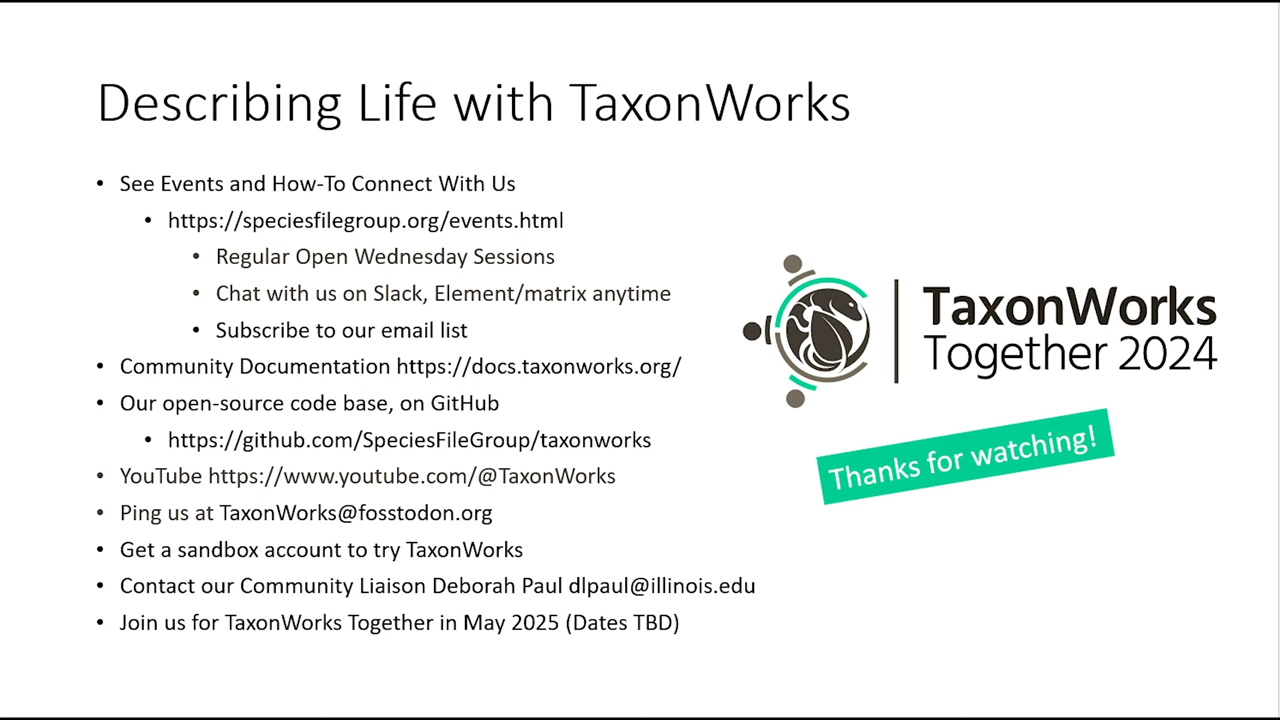 Describing Life with TaxonWorks
• See Events and How-To Connect With Us
• https://speciesfilegroup.org/events.html
• Regular Open Wednesday Sessions
• Chat with us on Slack, Element/matrix anytime
• Subscribe to our email list
• Community Documentation https://docs.taxonworks.org/
• Our open-source code base, on GitHub
• https://github.com/SpeciesFileGroup/taxonworks
• YouTube https://www.youtube.com/@TaxonWorks
• Ping us at TaxonWorks@fosstodon.org
• Get a sandbox account to try TaxonWorks
• Contact our Community Liaison Deborah Paul dlpaul@illinois.edu
• Join us for TaxonWorks Together in May 2025 (Dates TBD)
TaxonWorks
Together 2024
Thanks for watching!